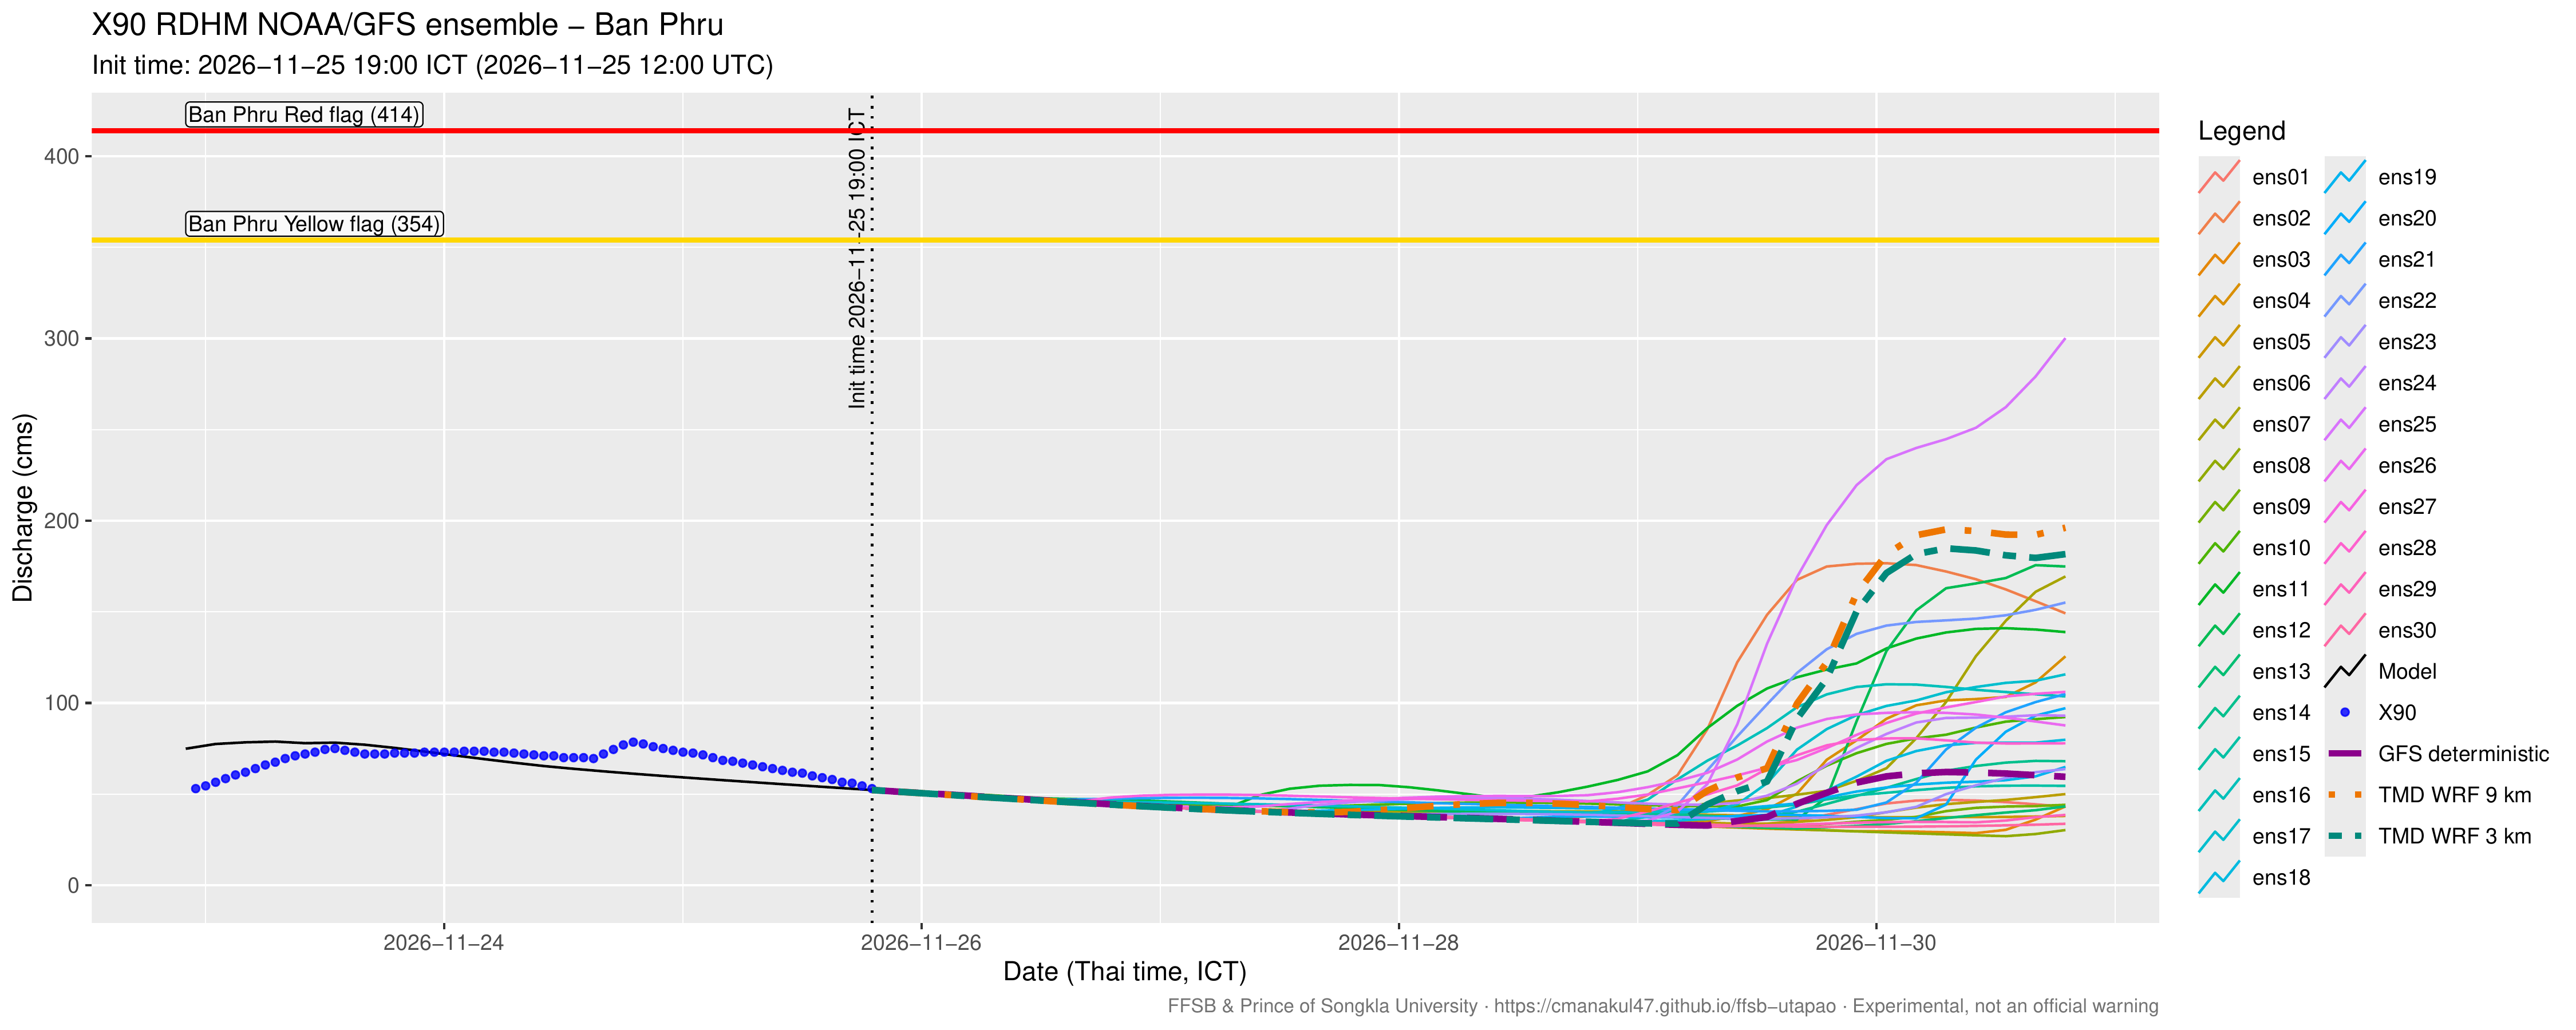 X90 RDHM NOAA/GFS ensemble – Ban Phru
Init time: 2026–11–25 19:00 ICT (2026–11–25 12:00 UTC)
Ban Phru Red flag (414)
Ban Phru Yellow flag (354)
Init time 2026–11–25 19:00 ICT
Discharge (cms)
400
300
200
100
0
2026–11–24
2026–11–26
2026–11–28
2026–11–30
Date (Thai time, ICT)
Legend
ens01
ens02
ens03
ens04
ens05
ens06
ens07
ens08
ens09
ens10
ens11
ens12
ens13
ens14
ens15
ens16
ens17
ens18
ens19
ens20
ens21
ens22
ens23
ens24
ens25
ens26
ens27
ens28
ens29
ens30
Model
X90
GFS deterministic
TMD WRF 9 km
TMD WRF 3 km
FFSB & Prince of Songkla University · https://cmanakul47.github.io/ffsb–utapao · Experimental, not an official warning